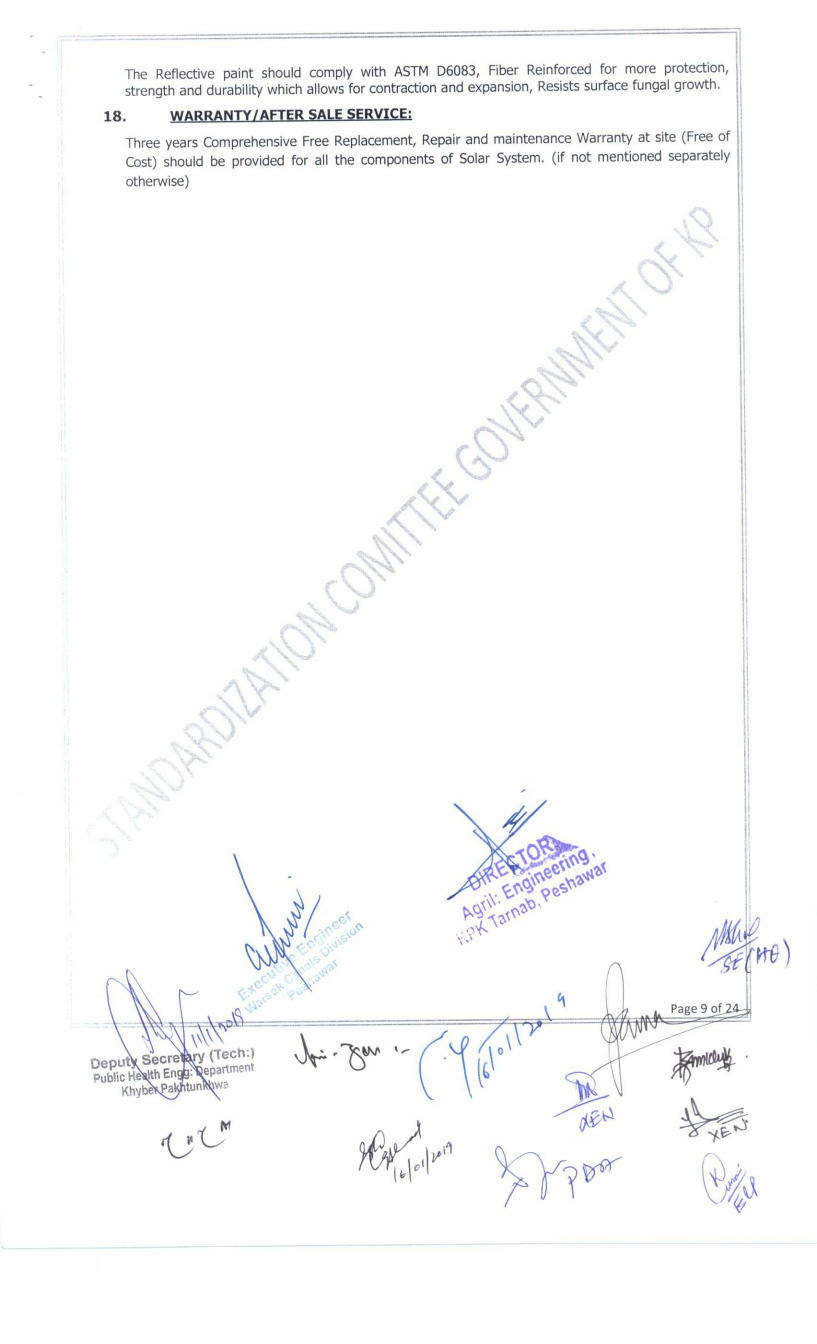 The Reflective paint should comply with ASTM D6083, Fiber Reinforced for more protection,
strength and durability which allows for contraction and expansion, Resists surface fungal growth.
18. WARRANTY/AFTER SALE SERVICE:
Three years Comprehensive Free Replacement, Repair and maintenance Warranty at site (Free of
Cost) should be provided for all the components of Solar System. (if not mentioned separately
otherwise)
STANDARDIZATION COMITTEE GOVERNMENT OF KP
DIRECTOR
Agril: Engineering,
KPK Tarnab, Peshawar
Executive Engineer
Warsak Canals Division
Peshawar
SE (HQ)
Page 9 of 24
Deputy Secretary (Tech:)
Public Health Engg: Department
Khyber Pakhtunkhwa
16/01/2019
XEN
XEN
16/01/2019
PDA